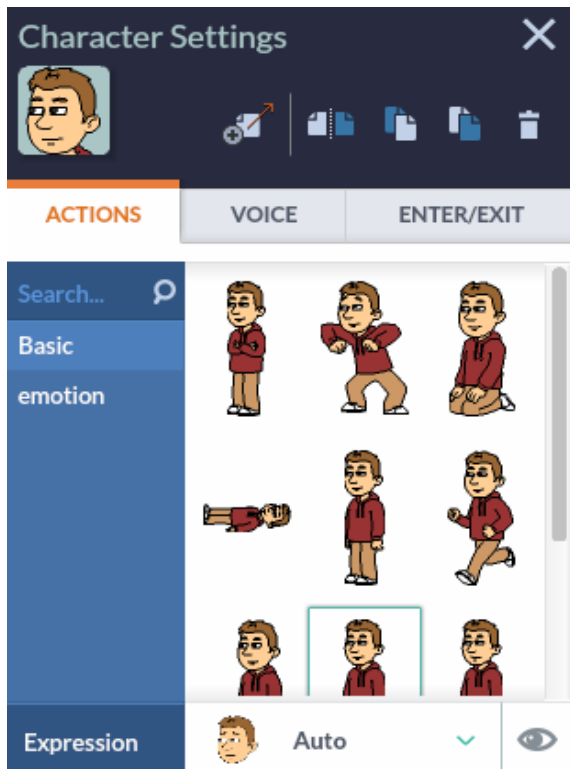 Character Settings
ACTIONS
VOICE
ENTER/EXIT
Search...
Basic
emotion
Expression
Auto